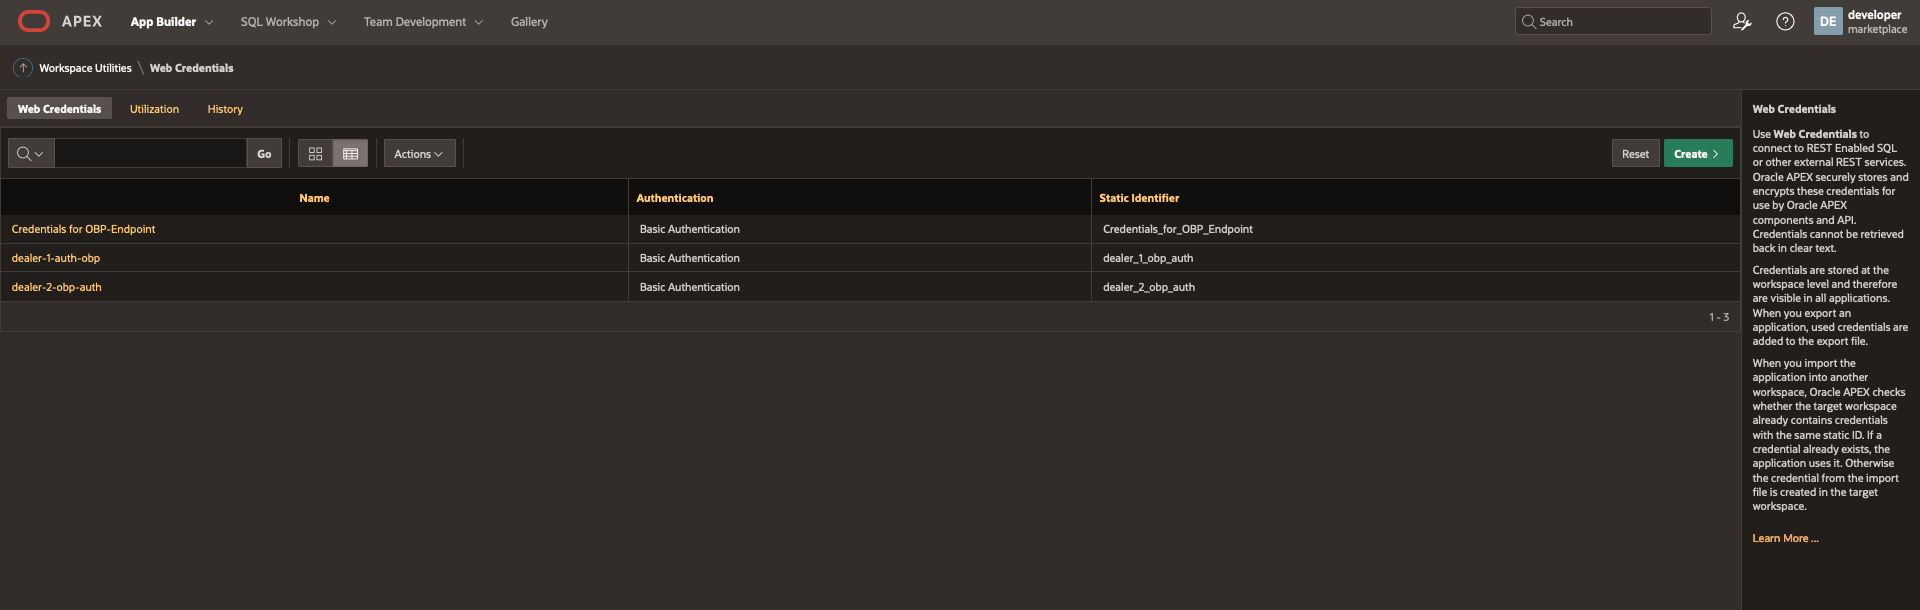 APEX App Builder SQL Workshop Team Development Gallery Search DE developer
marketplace
Workspace Utilities \ Web Credentials
Web Credentials Utilization History
Go Actions Reset Create
Name Authentication Static Identifier
Credentials for OBP-Endpoint Basic Authentication Credentials_for_OBP_Endpoint
dealer-1-auth-obp Basic Authentication dealer_1_obp_auth
dealer-2-obp-auth Basic Authentication dealer_2_obp_auth
1 - 3
Web Credentials
Use Web Credentials to
connect to REST Enabled SQL
or other external REST services.
Oracle APEX securely stores and
encrypts these credentials for
use by Oracle APEX
components and API.
Credentials cannot be retrieved
back in clear text.
Credentials are stored at the
workspace level and therefore
are visible in all applications.
When you export an
application, used credentials are
added to the export file.
When you import the
application into another
workspace, Oracle APEX checks
whether the target workspace
already contains credentials
with the same static ID. If a
credential already exists, the
application uses it. Otherwise
the credential from the import
file is created in the target
workspace.
Learn More ...